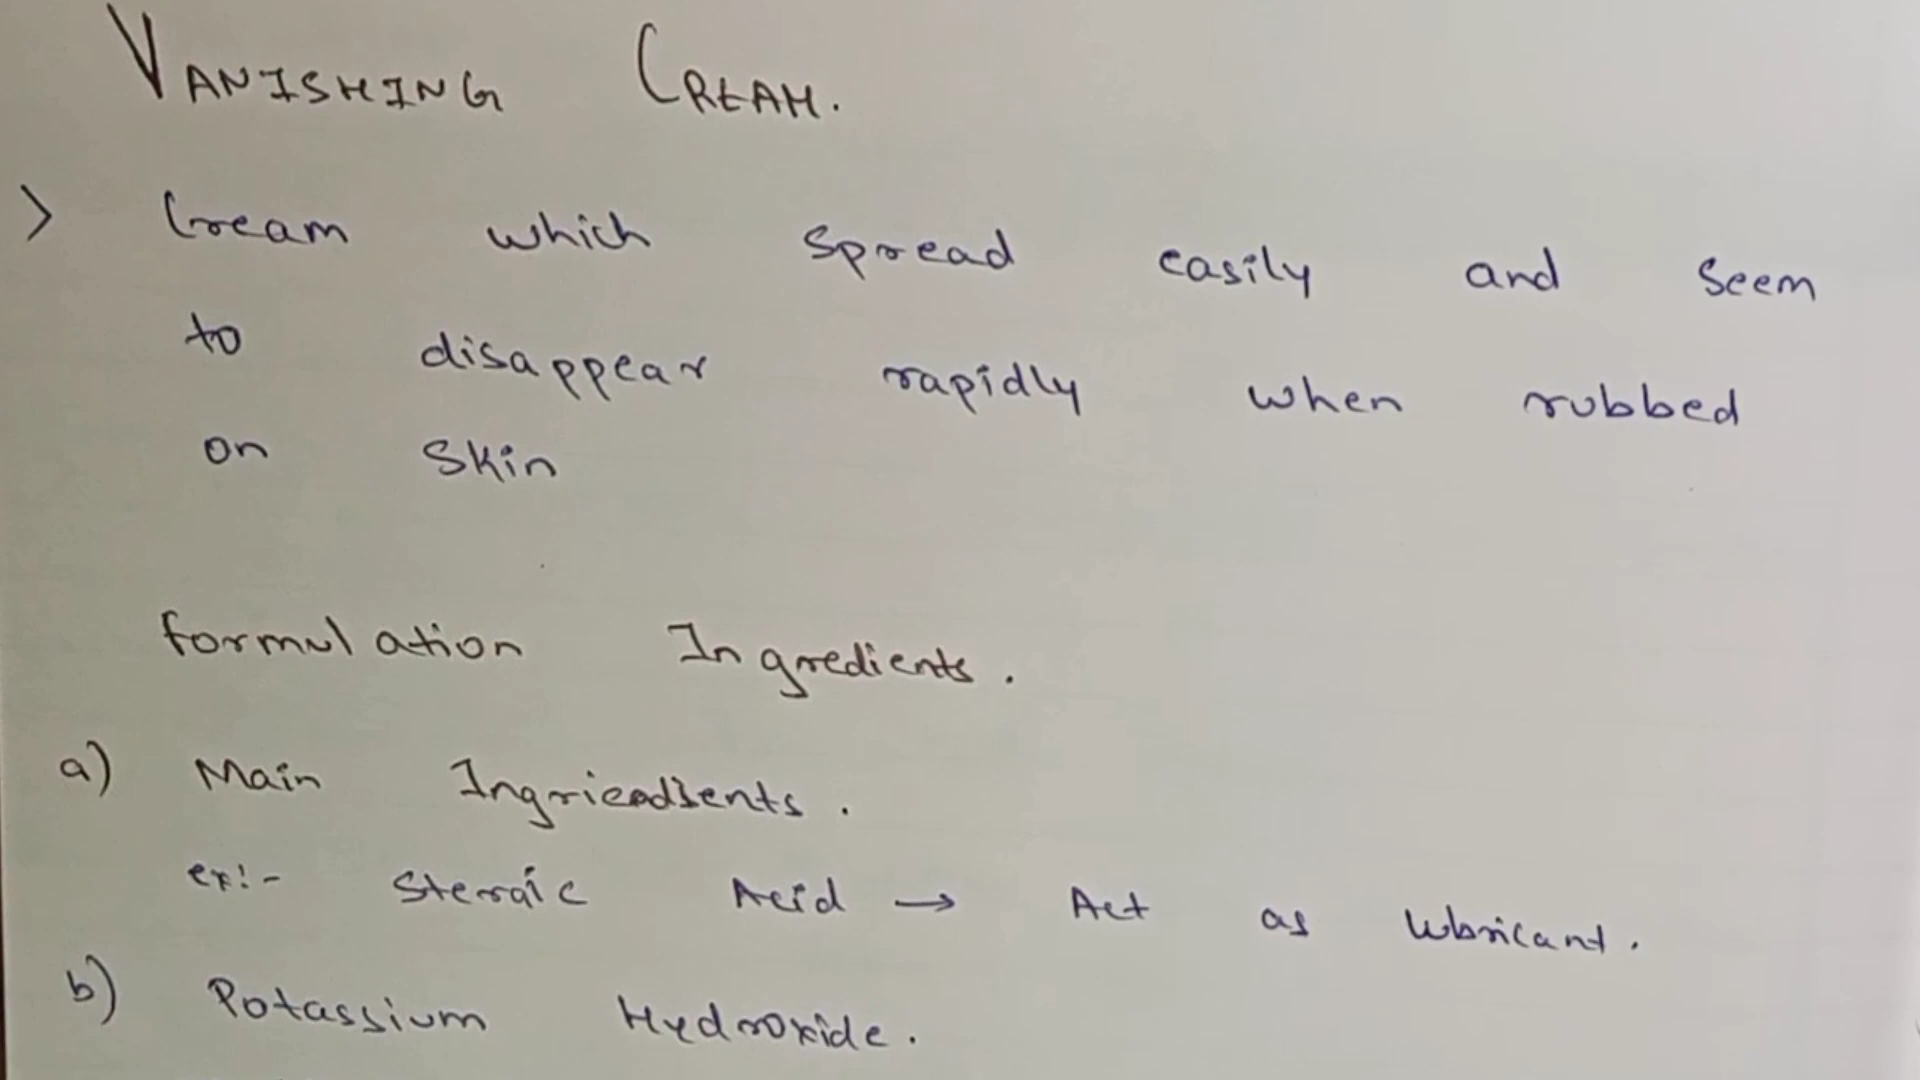 VANISHING CREAM.
> Cream which spread easily and seem
to disappear rapidly when rubbed
on skin
formulation Ingredients.
a) Main Ingrieadients.
ex:- Steraic Acid → Act as lubricant.
b) Potassium Hydroxide.